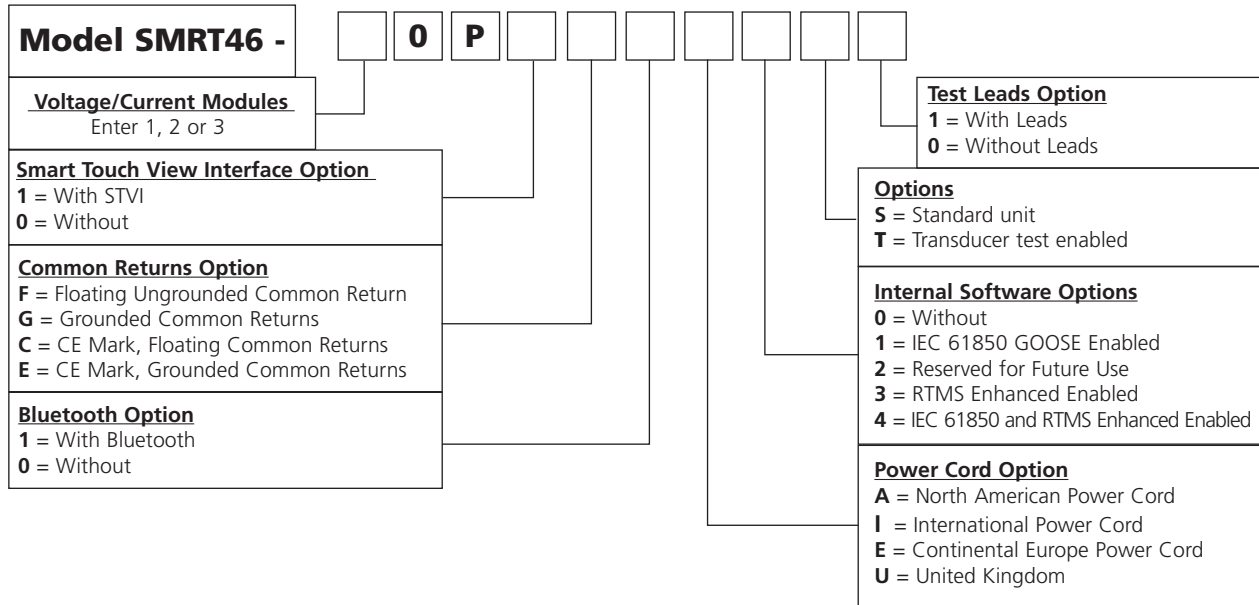 Model SMRT46 - 0 P
Voltage/Current Modules
Enter 1, 2 or 3
Smart Touch View Interface Option
1 = With STVI
0 = Without
Common Returns Option
F = Floating Ungrounded Common Return
G = Grounded Common Returns
C = CE Mark, Floating Common Returns
E = CE Mark, Grounded Common Returns
Bluetooth Option
1 = With Bluetooth
0 = Without
Test Leads Option
1 = With Leads
0 = Without Leads
Options
S = Standard unit
T = Transducer test enabled
Internal Software Options
0 = Without
1 = IEC 61850 GOOSE Enabled
2 = Reserved for Future Use
3 = RTMS Enhanced Enabled
4 = IEC 61850 and RTMS Enhanced Enabled
Power Cord Option
A = North American Power Cord
I = International Power Cord
E = Continental Europe Power Cord
U = United Kingdom